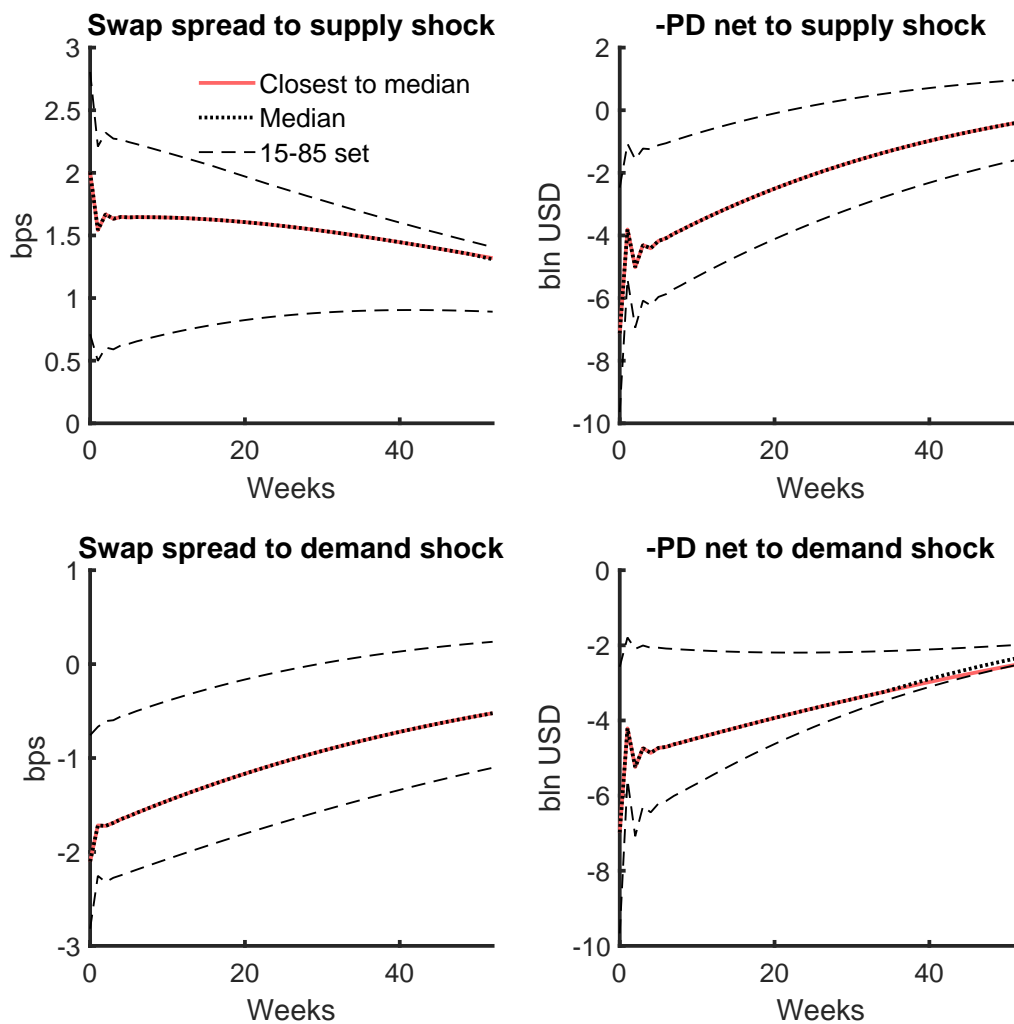 Swap spread to supply shock
3
2.5
2
1.5
1
0.5
0
bps
0
20
40
Weeks
Closest to median
Median
15-85 set
-PD net to supply shock
2
0
-2
-4
-6
-8
-10
bln USD
0
20
40
Weeks
Swap spread to demand shock
1
0
-1
-2
-3
bps
0
20
40
Weeks
-PD net to demand shock
0
-2
-4
-6
-8
-10
bln USD
0
20
40
Weeks